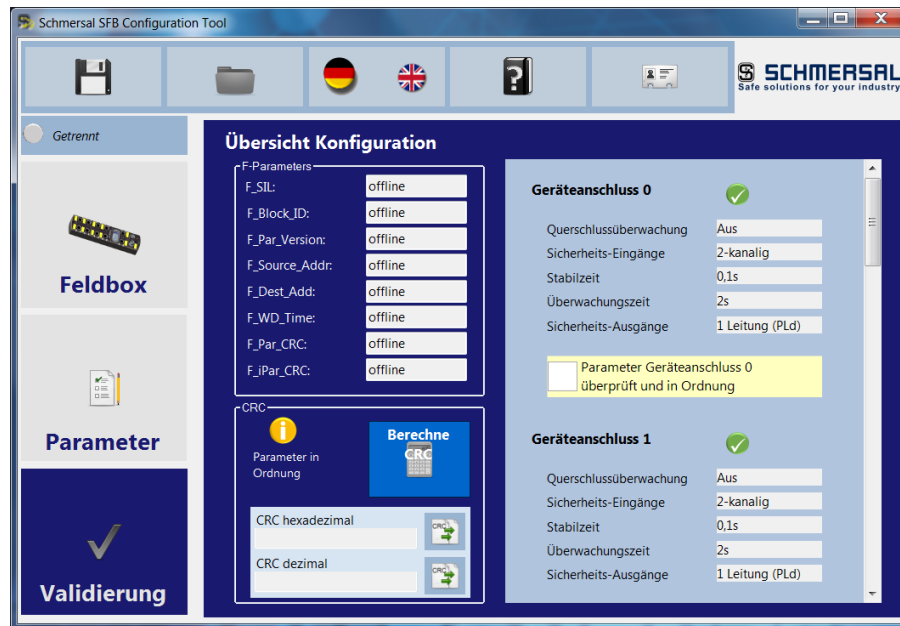 Schmersal SFB Configuration Tool
SCHMERSAL
Safe solutions for your industry
Getrennt
Feldbox
Parameter
Validierung
Übersicht Konfiguration
F-Parameters
F_SIL: offline
F_Block_ID: offline
F_Par_Version: offline
F_Source_Addr: offline
F_Dest_Add: offline
F_WD_Time: offline
F_Par_CRC: offline
F_iPar_CRC: offline
CRC
Parameter in
Ordnung
Berechne
CRC
CRC hexadezimal
CRC
CRC dezimal
CRC
Geräteanschluss 0
Querschlussüberwachung Aus
Sicherheits-Eingänge 2-kanalig
Stabilzeit 0,1s
Überwachungszeit 2s
Sicherheits-Ausgänge 1 Leitung (PLd)
Parameter Geräteanschluss 0
überprüft und in Ordnung
Geräteanschluss 1
Querschlussüberwachung Aus
Sicherheits-Eingänge 2-kanalig
Stabilzeit 0,1s
Überwachungszeit 2s
Sicherheits-Ausgänge 1 Leitung (PLd)